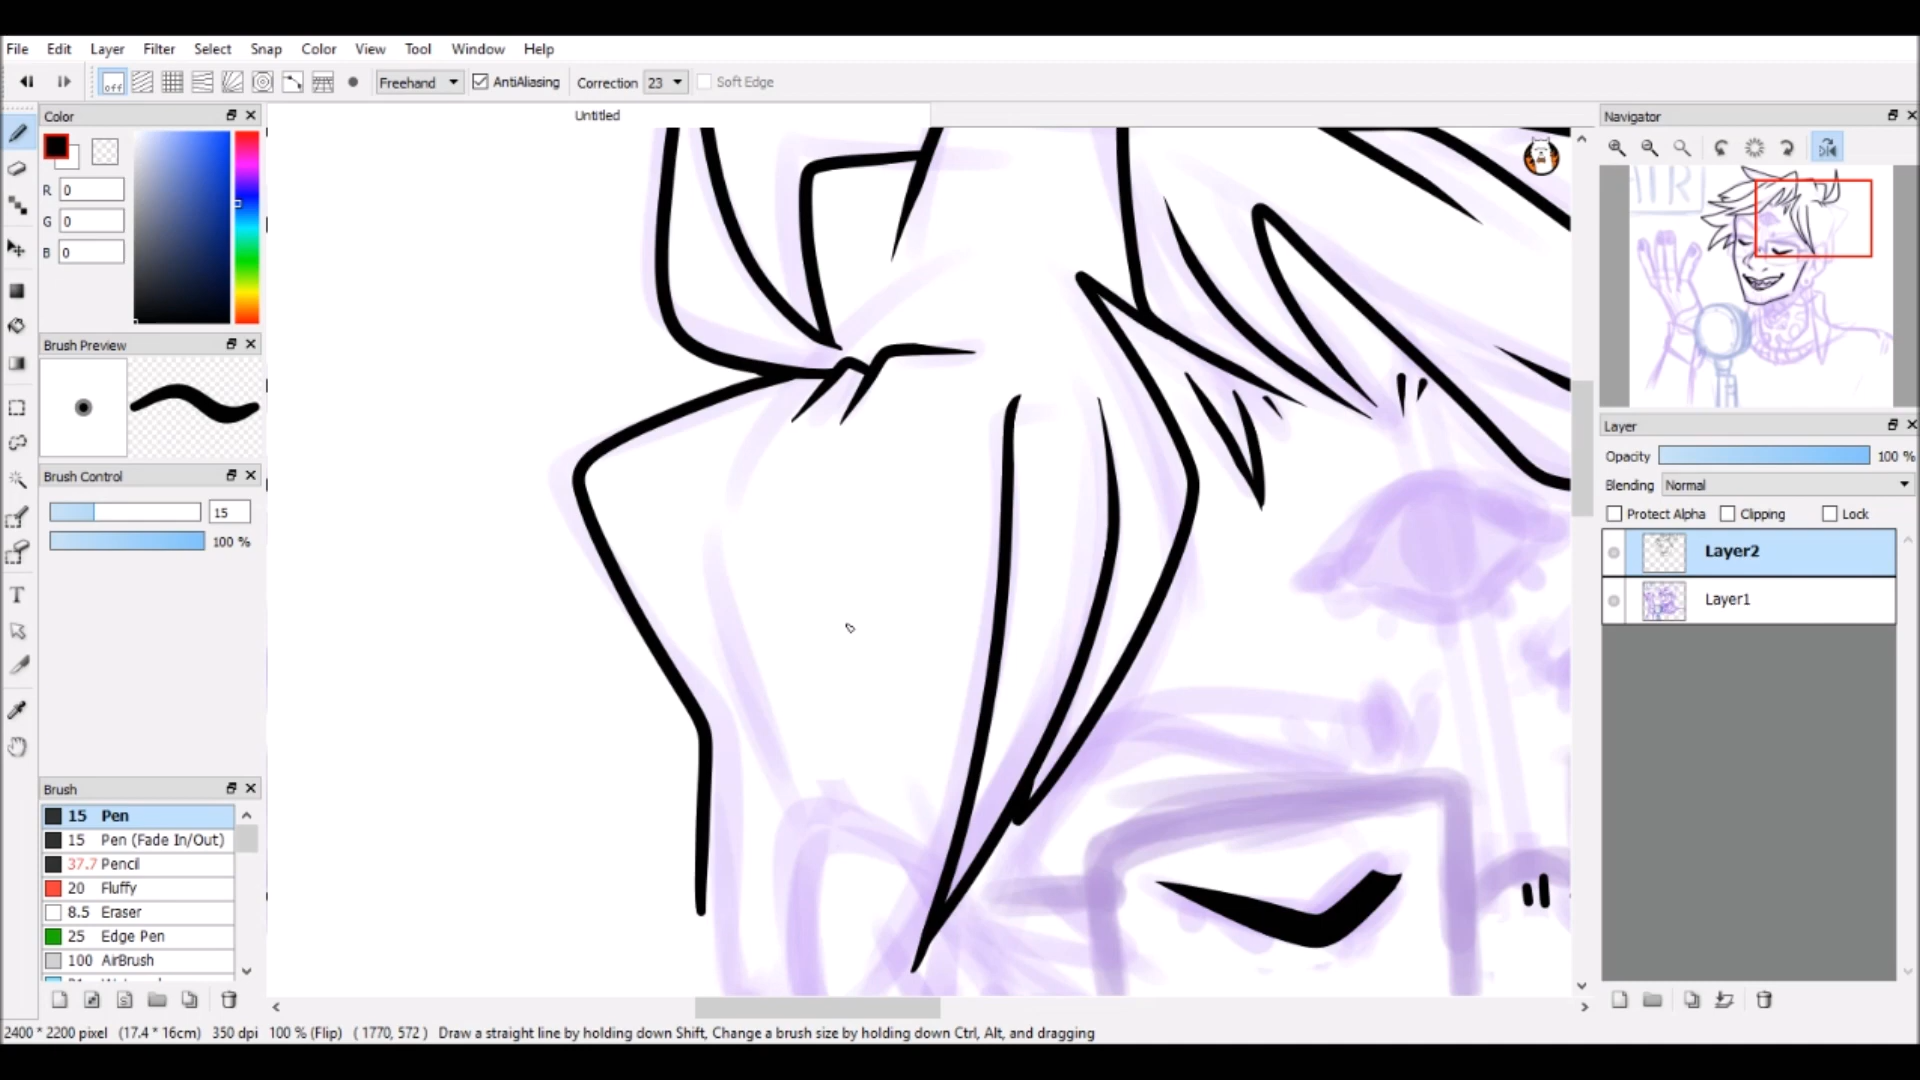 File Edit Layer Filter Select Snap Color View Tool Window Help
off Freehand AntiAliasing Correction 23 Soft Edge
Color
R 0
G 0
B 0
Brush Preview
Brush Control
15
100 %
Brush
15 Pen
15 Pen (Fade In/Out)
37.7 Pencil
20 Fluffy
8.5 Eraser
25 Edge Pen
100 AirBrush
Untitled
Navigator
AIR
Layer
Opacity 100 %
Blending Normal
Protect Alpha Clipping Lock
Layer2
Layer1
2400 * 2200 pixel (17.4 * 16cm) 350 dpi 100 % (Flip) ( 1770, 572 ) Draw a straight line by holding down Shift, Change a brush size by holding down Ctrl, Alt, and dragging